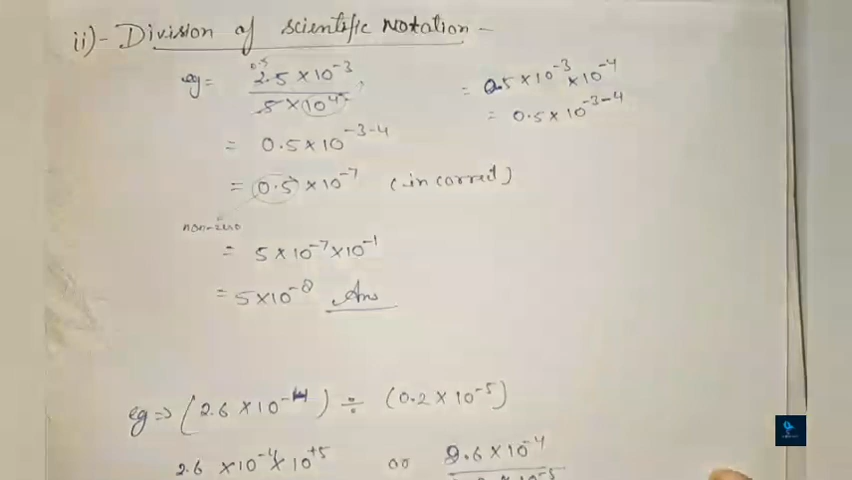 ii)- Division of scientific Notation -
eg = 2.5 × 10⁻³ / 5 × 10⁴
0.5
= 0.5 × 10⁻³⁻⁴
= 0.5 × 10⁻⁷ (incorrect)
non-zero
= 5 × 10⁻⁷ × 10⁻¹
= 5 × 10⁻⁸ Ans
= 0.5 × 10⁻³ × 10⁻⁴
= 0.5 × 10⁻³⁻⁴
eg ⇒ (2.6 × 10⁻⁴) ÷ (0.2 × 10⁻⁵)
2.6 × 10⁻⁴ × 10⁺⁵ or 2.6 × 10⁻⁴